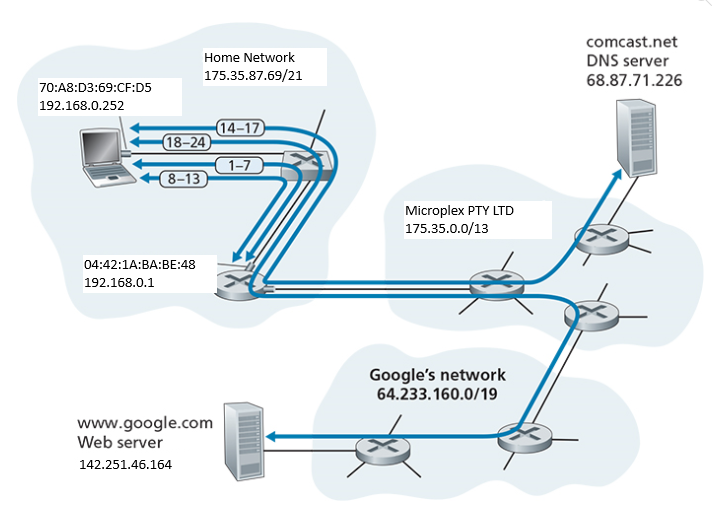 comcast.net
DNS server
68.87.71.226
Home Network
175.35.87.69/21
70:A8:D3:69:CF:D5
192.168.0.252
14–17
18–24
1–7
8–13
Microplex PTY LTD
175.35.0.0/13
04:42:1A:BA:BE:48
192.168.0.1
Google's network
64.233.160.0/19
www.google.com
Web server
142.251.46.164